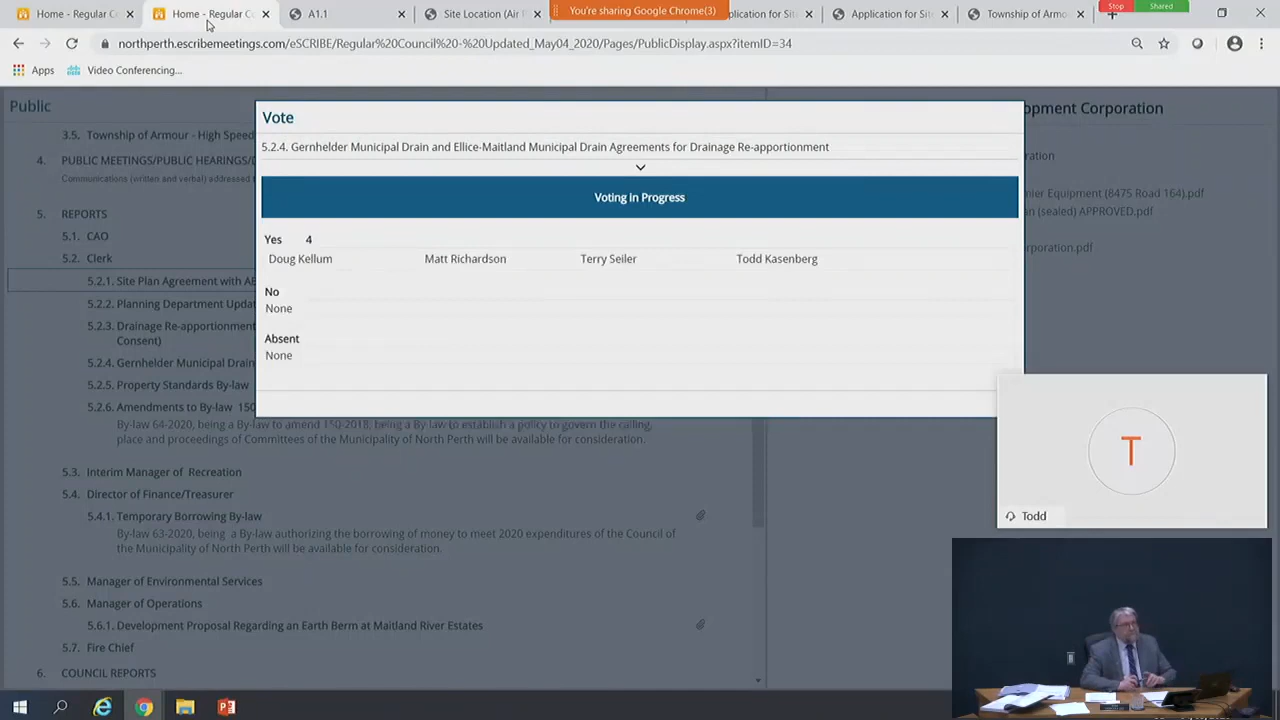 Home - Regular C
Home - Regular C
A1.1
Site Location (Air P
You're sharing Google Chrome(3)
pplication for Sit
Application for Sit
Township of Armo
Stop
Shared
northperth.escribemeetings.com/eSCRIBE/Regular%20Council%20-%20Updated_May04_2020/Pages/PublicDisplay.aspx?itemID=34
Apps
Video Conferencing...
Public
opment Corporation
3.5. Township of Armour - High Speed
4. PUBLIC MEETINGS/PUBLIC HEARINGS/D
Communications (written and verbal) addressed t
5. REPORTS
5.1. CAO
5.2. Clerk
5.2.1. Site Plan Agreement with AB
5.2.2. Planning Department Updat
5.2.3. Drainage Re-apportionment
Consent)
5.2.4. Gernhelder Municipal Drain
5.2.5. Property Standards By-law
5.2.6. Amendments to By-law 150
By-law 64-2020, being a By-law to amend 150-2018, being a By-law to establish a policy to govern the calling,
place and proceedings of Committees of the Municipality of North Perth will be available for consideration.
5.3. Interim Manager of Recreation
5.4. Director of Finance/Treasurer
5.4.1. Temporary Borrowing By-law
By-law 63-2020, being a By-law authorizing the borrowing of money to meet 2020 expenditures of the Council of
the Municipality of North Perth will be available for consideration.
5.5. Manager of Environmental Services
5.6. Manager of Operations
5.6.1. Development Proposal Regarding an Earth Berm at Maitland River Estates
5.7. Fire Chief
6. COUNCIL REPORTS
Vote
5.2.4. Gernhelder Municipal Drain and Ellice-Maitland Municipal Drain Agreements for Drainage Re-apportionment
Voting in Progress
Yes 4
Doug Kellum Matt Richardson Terry Seiler Todd Kasenberg
No
None
Absent
None
oration
mier Equipment (8475 Road 164).pdf
an (sealed) APPROVED.pdf
orporation.pdf
T
Todd